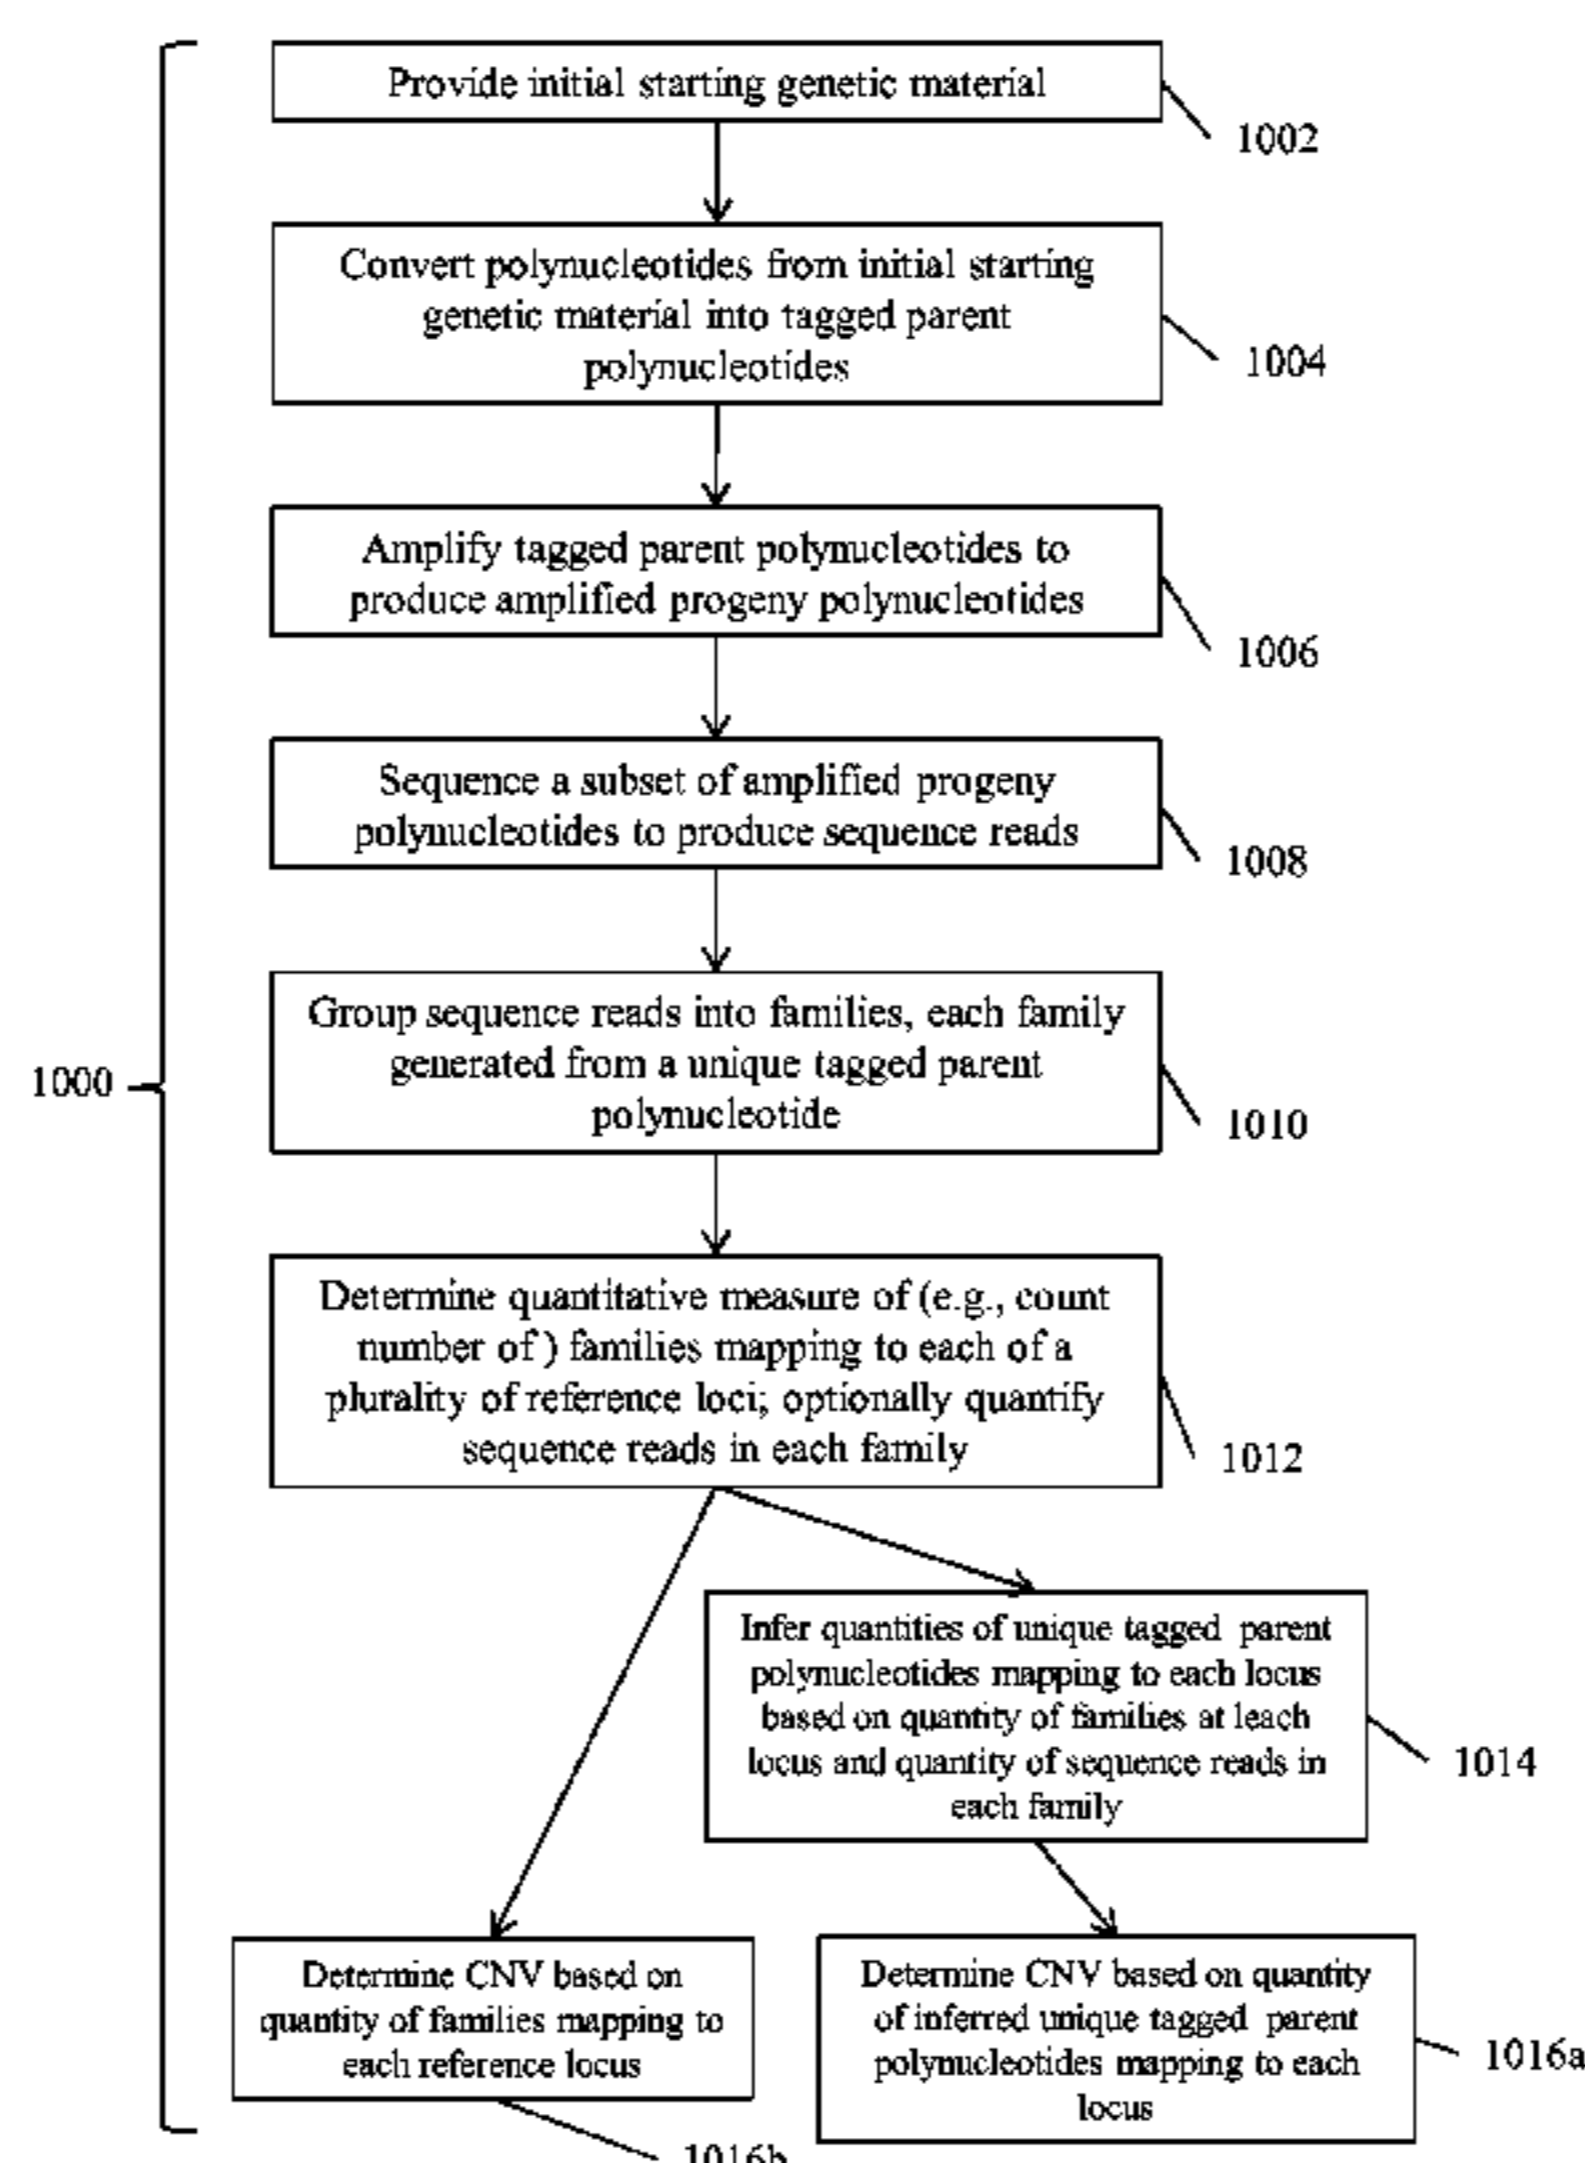 Provide initial starting genetic material
1002
Convert polynucleotides from initial starting
genetic material into tagged parent
polynucleotides
1004
Amplify tagged parent polynucleotides to
produce amplified progeny polynucleotides
1006
Sequence a subset of amplified progeny
polynucleotides to produce sequence reads
1008
Group sequence reads into families, each family
generated from a unique tagged parent
polynucleotide
1010
1000
Determine quantitative measure of (e.g., count
number of ) families mapping to each of a
plurality of reference loci; optionally quantify
sequence reads in each family
1012
Infer quantities of unique tagged parent
polynucleotides mapping to each locus
based on quantity of families at leach
locus and quantity of sequence reads in
each family
1014
Determine CNV based on
quantity of families mapping to
each reference locus
1016b
Determine CNV based on quantity
of inferred unique tagged parent
polynucleotides mapping to each
locus
1016a